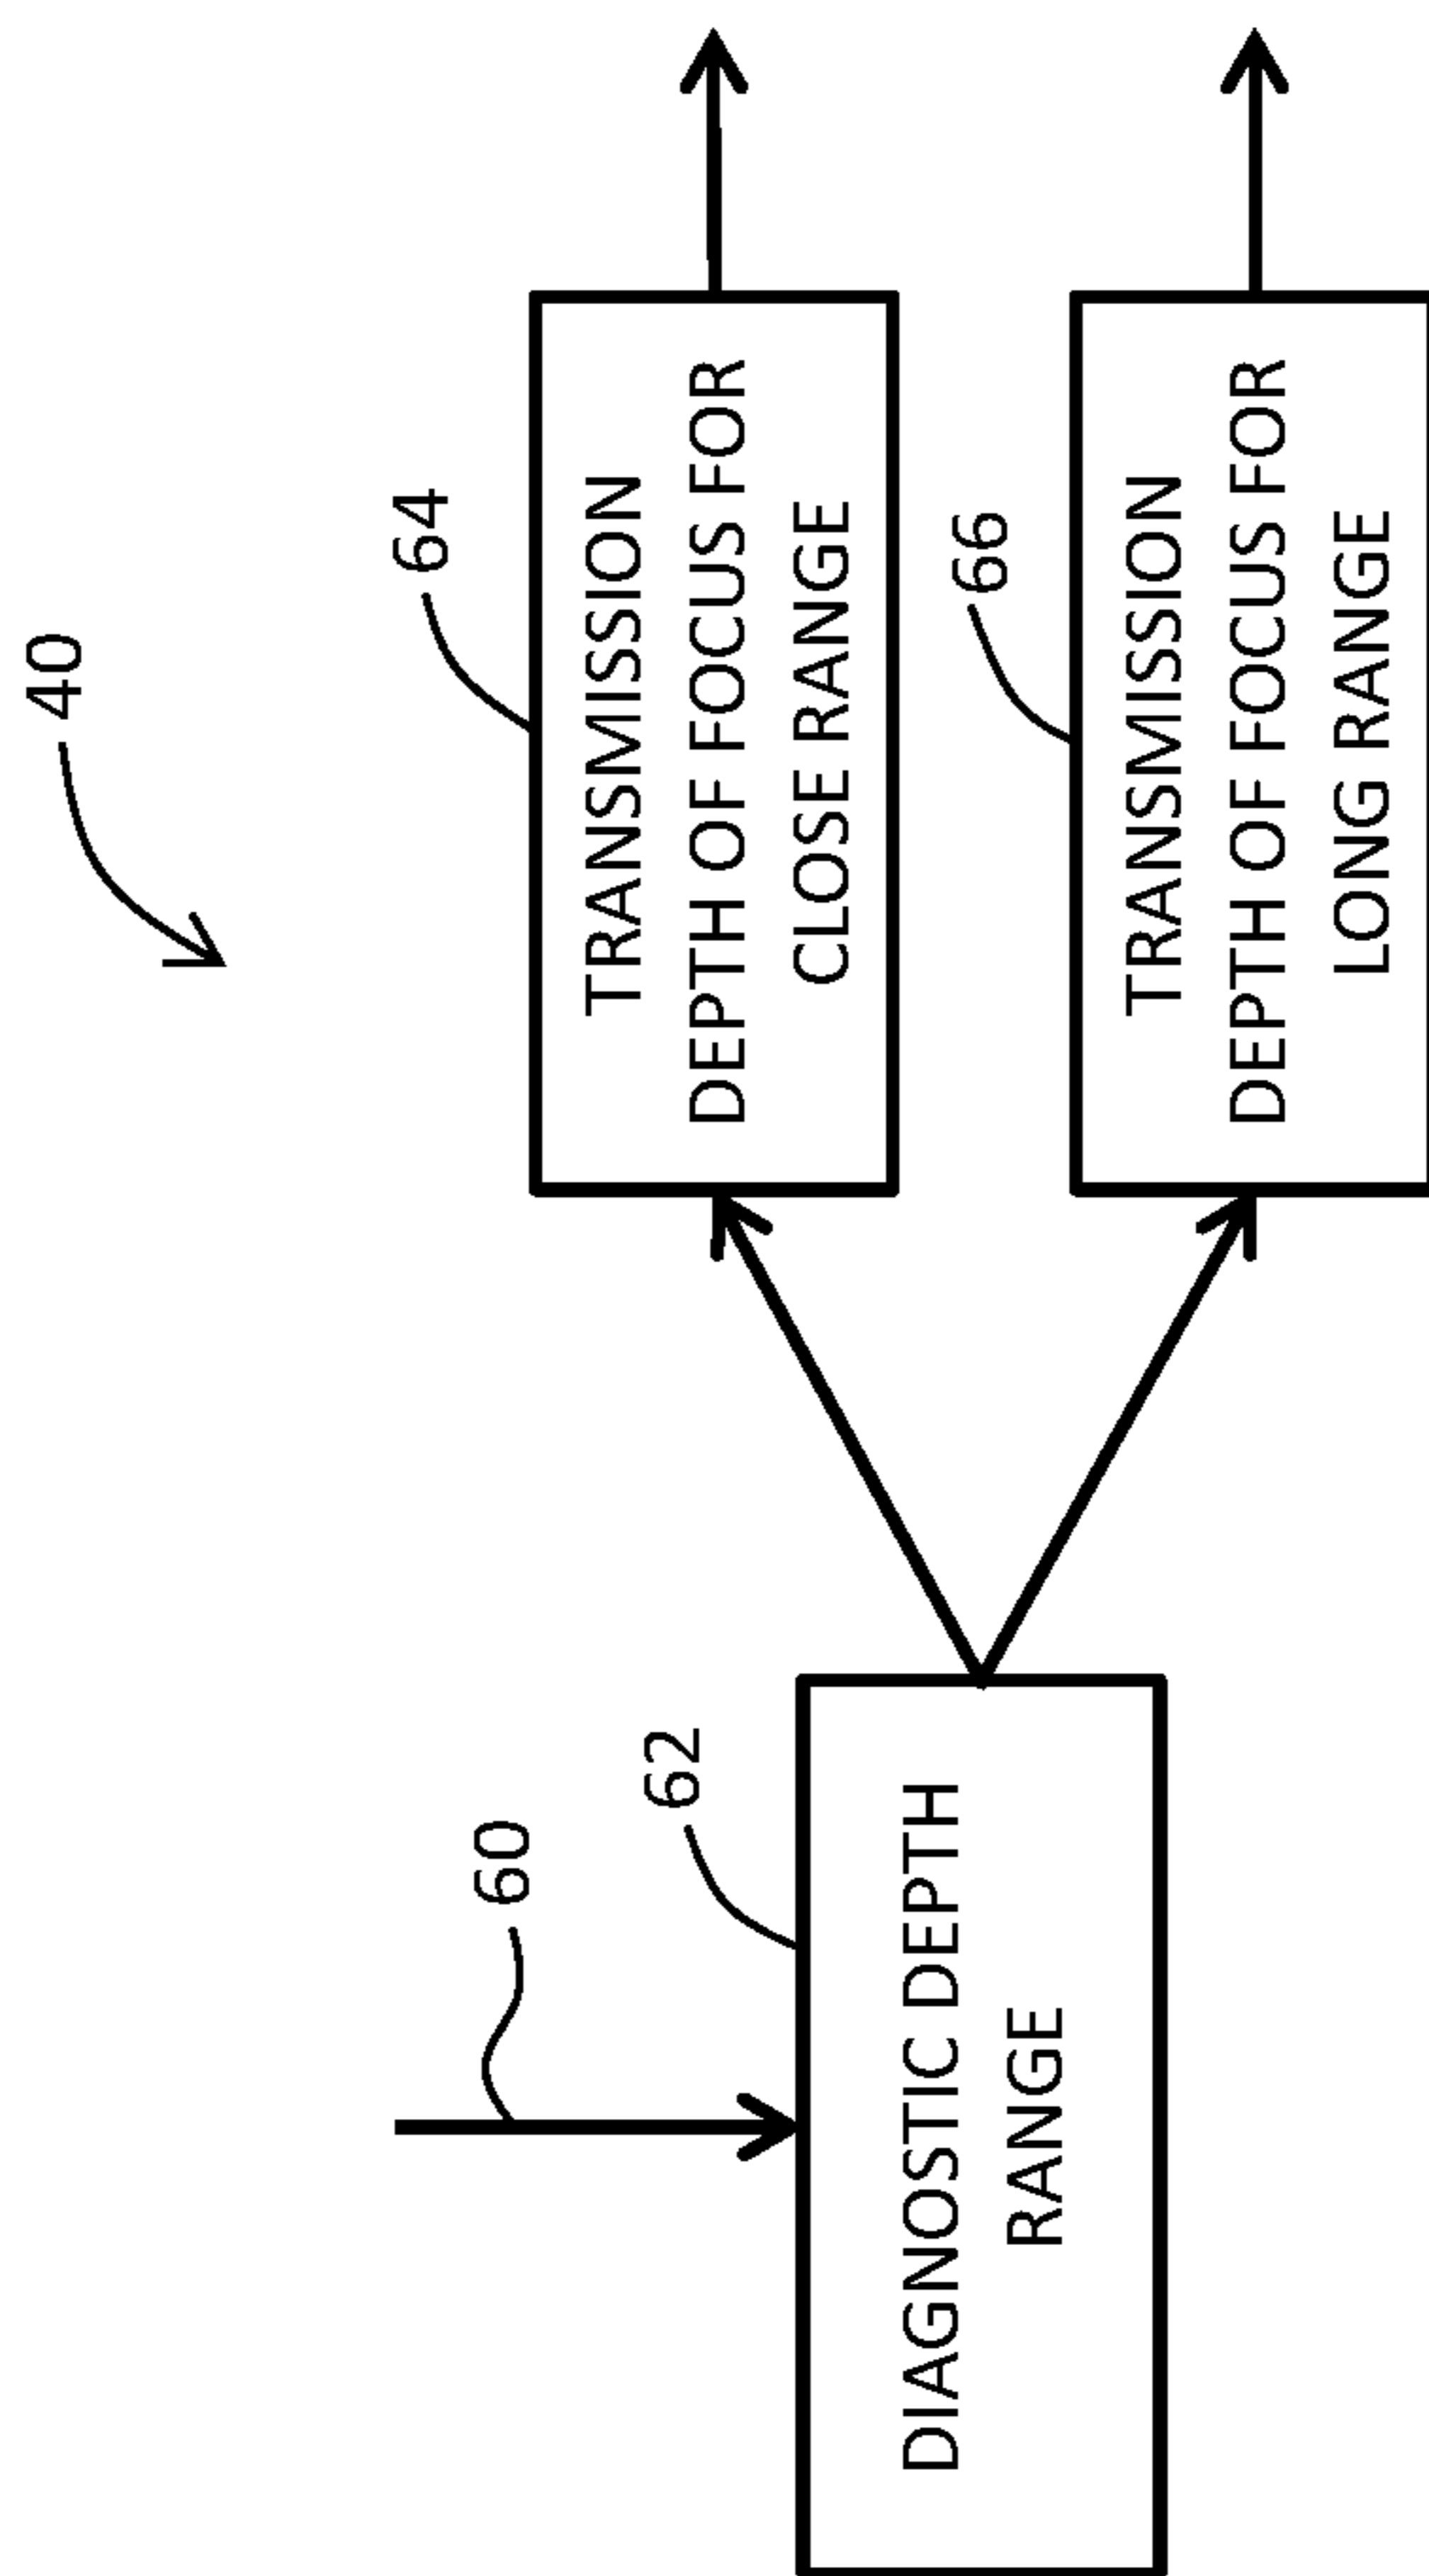 40
60
62
DIAGNOSTIC DEPTH
RANGE
64
TRANSMISSION
DEPTH OF FOCUS FOR
CLOSE RANGE
66
TRANSMISSION
DEPTH OF FOCUS FOR
LONG RANGE